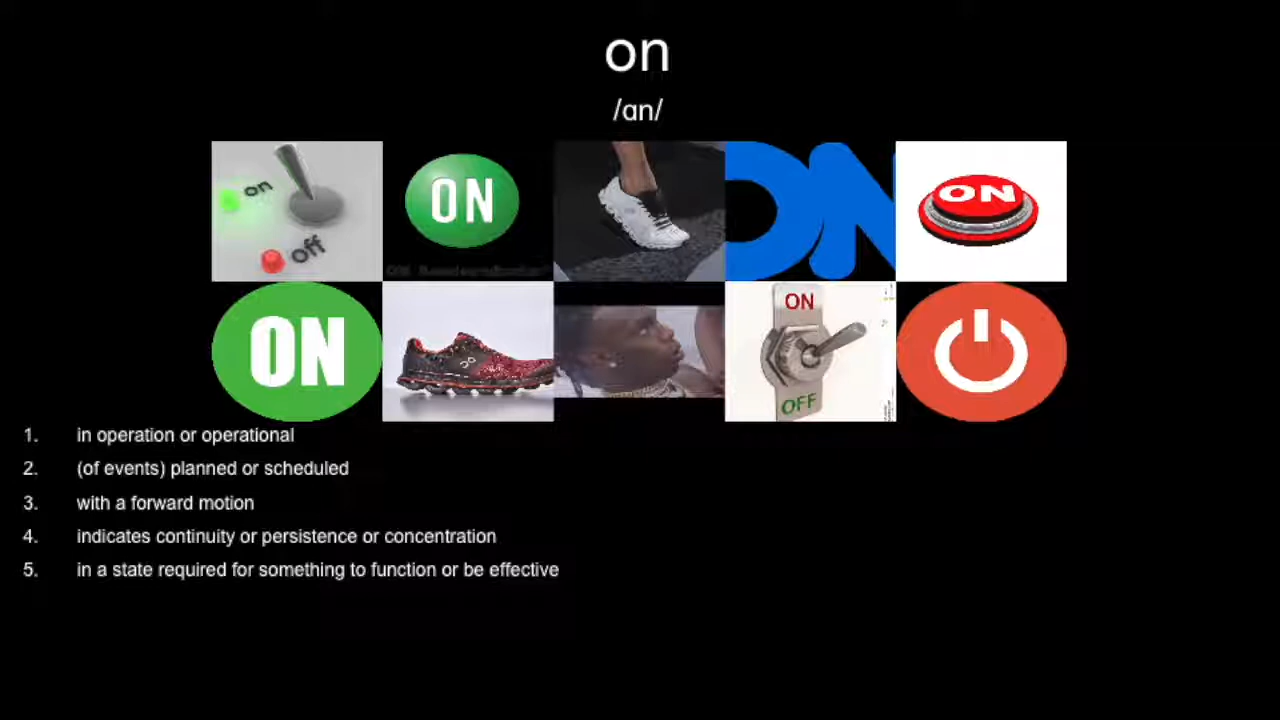 on
/ɑn/
on
off
ON
ON
ON
ON
ON
OFF
1. in operation or operational
2. (of events) planned or scheduled
3. with a forward motion
4. indicates continuity or persistence or concentration
5. in a state required for something to function or be effective